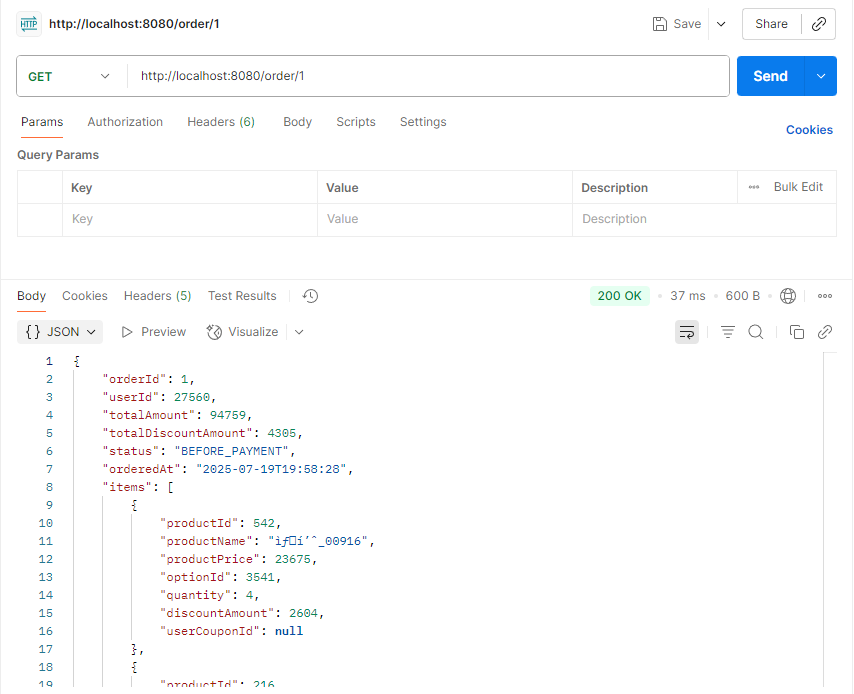 HTTP http://localhost:8080/order/1 Save Share
GET http://localhost:8080/order/1 Send
Params Authorization Headers (6) Body Scripts Settings Cookies
Query Params
Key Value Description ••• Bulk Edit
Key Value Description
Body Cookies Headers (5) Test Results 200 OK • 37 ms • 600 B •
{} JSON Preview Visualize
1 {
2 "orderId": 1,
3 "userId": 27560,
4 "totalAmount": 94759,
5 "totalDiscountAmount": 4305,
6 "status": "BEFORE_PAYMENT",
7 "orderedAt": "2025-07-19T19:58:28",
8 "items": [
9 {
10 "productId": 542,
11 "productName": "ìƒ□í’ˆ_00916",
12 "productPrice": 23675,
13 "optionId": 3541,
14 "quantity": 4,
15 "discountAmount": 2604,
16 "userCouponId": null
17 },
18 {
19 "productId": 216